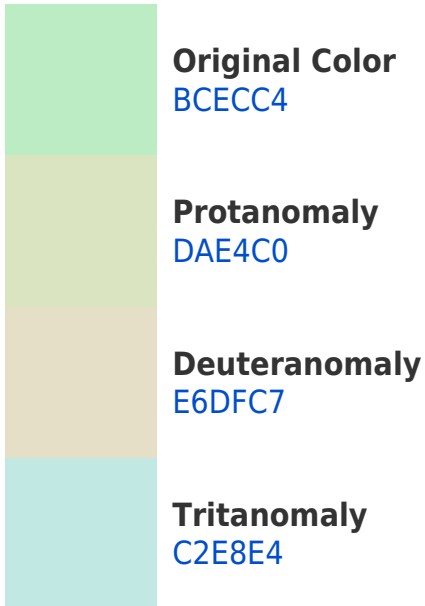 Original Color
BCECC4
Protanomaly
DAE4C0
Deuteranomaly
E6DFC7
Tritanomaly
C2E8E4